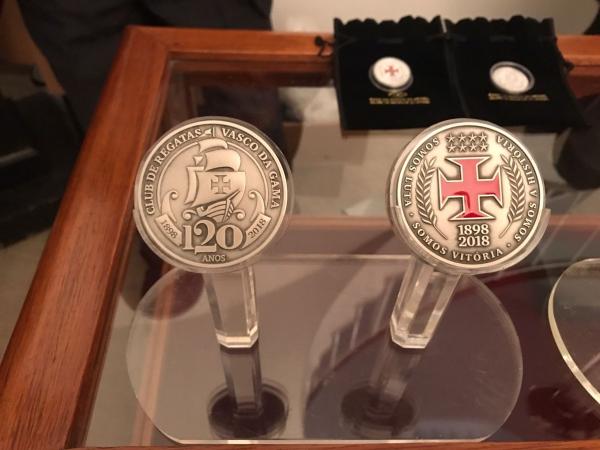 CLUB DE REGATAS VASCO DA GAMA
1898 120 2018
ANOS
SOMOS LUTA · SOMOS VITÓRIA · SOMOS HISTÓRIA
1898
2018